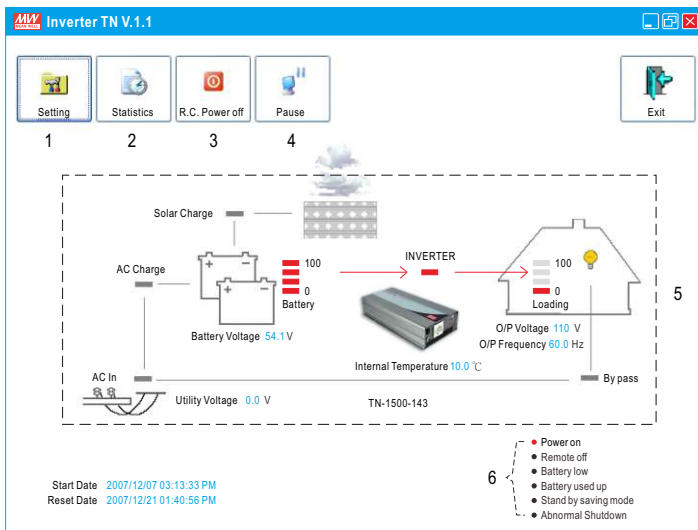 MW MEAN WELL Inverter TN V.1.1
Setting Statistics R.C. Power off Pause Exit
1 2 3 4
Solar Charge
INVERTER
AC Charge
100
0
Battery
100
0
Loading
5
Battery Voltage 54.1 V
O/P Voltage 110 V
O/P Frequency 60.0 Hz
Internal Temperature 10.0 ℃
AC In
By pass
Utility Voltage 0.0 V
TN-1500-143
6
Power on
Remote off
Battery low
Battery used up
Stand by saving mode
Abnormal Shutdown
Start Date 2007/12/07 03:13:33 PM
Reset Date 2007/12/21 01:40:56 PM